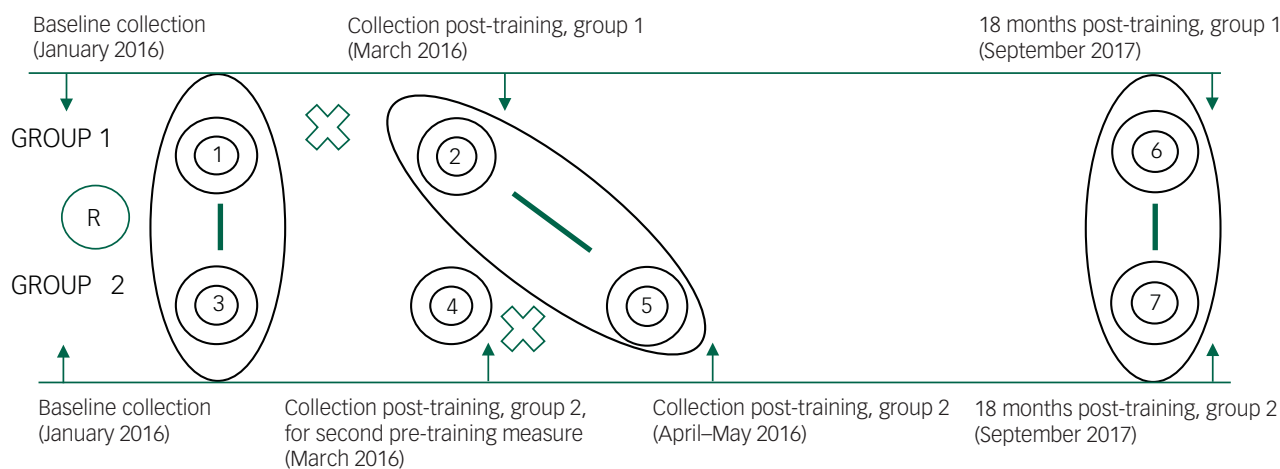 Baseline collection
(January 2016)
Collection post-training, group 1
(March 2016)
18 months post-training, group 1
(September 2017)
GROUP 1
1
2
6
R
GROUP 2
3
4
5
7
Baseline collection
(January 2016)
Collection post-training, group 2,
for second pre-training measure
(March 2016)
Collection post-training, group 2
(April–May 2016)
18 months post-training, group 2
(September 2017)